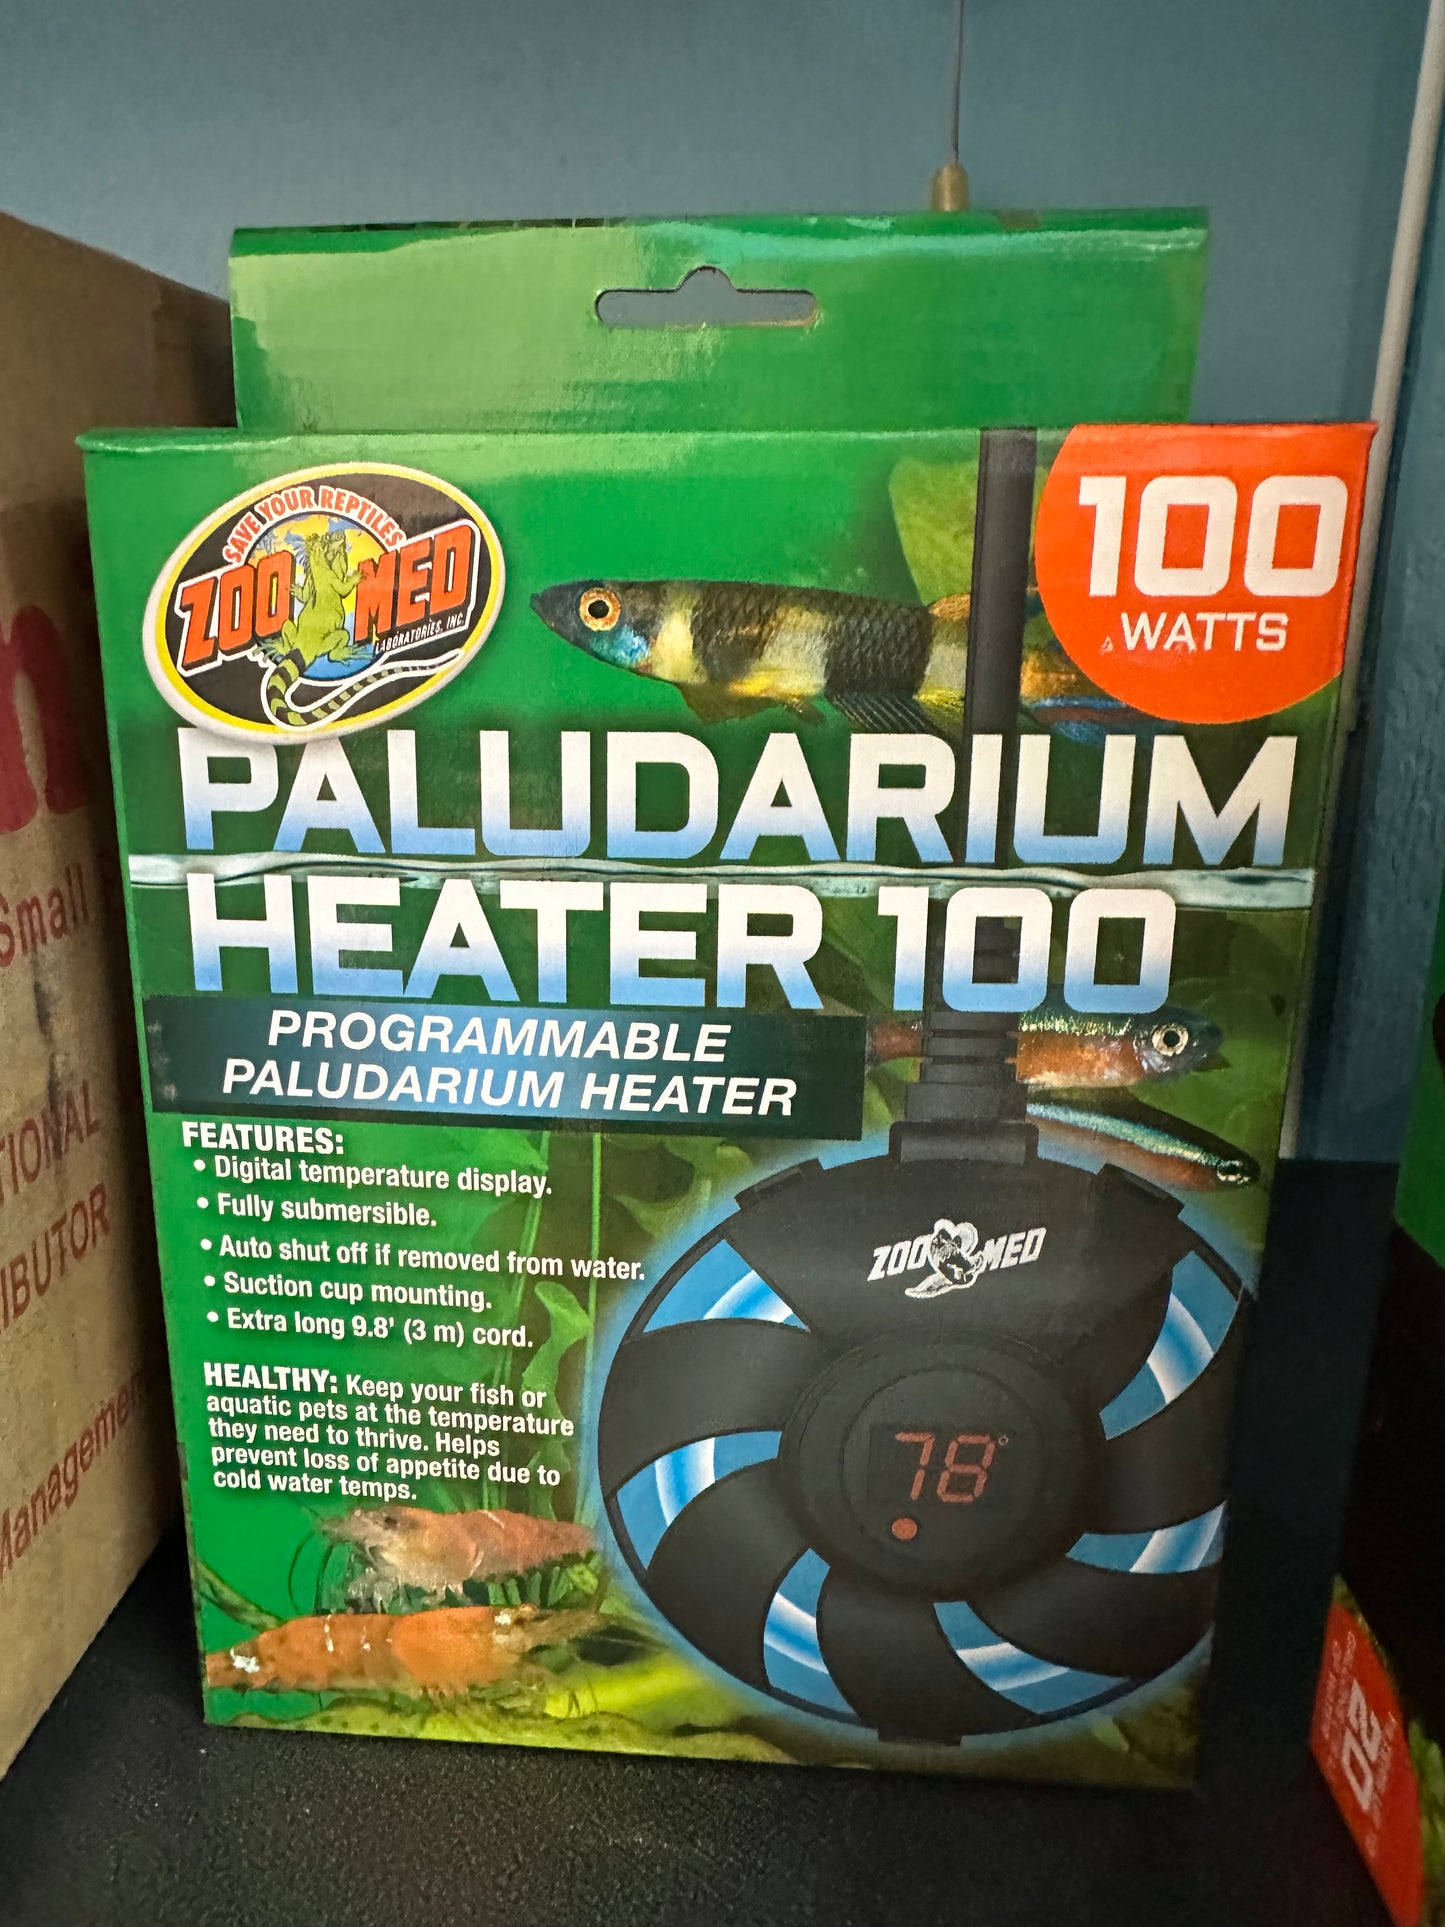 SAVE YOUR REPTILES
ZOO MED
LABORATORIES, INC.
100
WATTS
PALUDARIUM
HEATER 100
PROGRAMMABLE
PALUDARIUM HEATER
FEATURES:
• Digital temperature display.
• Fully submersible.
• Auto shut off if removed from water.
• Suction cup mounting.
• Extra long 9.8' (3 m) cord.
HEALTHY: Keep your fish or
aquatic pets at the temperature
they need to thrive. Helps
prevent loss of appetite due to
cold water temps.
ZOO MED
78°
Small
20